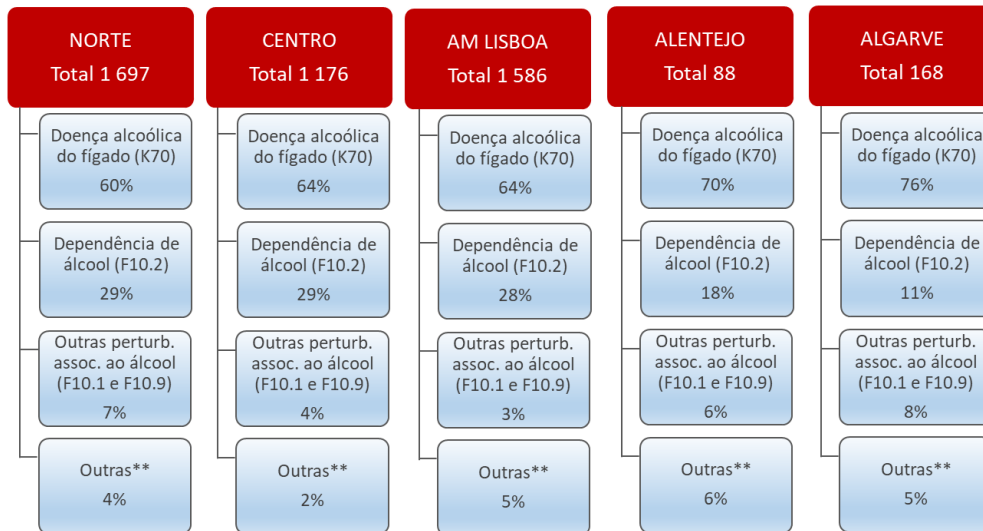 NORTE
Total 1 697
Doença alcoólica
do fígado (K70)
60%
Dependência de
álcool (F10.2)
29%
Outras perturb.
assoc. ao álcool
(F10.1 e F10.9)
7%
Outras**
4%
CENTRO
Total 1 176
Doença alcoólica
do fígado (K70)
64%
Dependência de
álcool (F10.2)
29%
Outras perturb.
assoc. ao álcool
(F10.1 e F10.9)
4%
Outras**
2%
AM LISBOA
Total 1 586
Doença alcoólica
do fígado (K70)
64%
Dependência de
álcool (F10.2)
28%
Outras perturb.
assoc. ao álcool
(F10.1 e F10.9)
3%
Outras**
5%
ALENTEJO
Total 88
Doença alcoólica
do fígado (K70)
70%
Dependência de
álcool (F10.2)
18%
Outras perturb.
assoc. ao álcool
(F10.1 e F10.9)
6%
Outras**
6%
ALGARVE
Total 168
Doença alcoólica
do fígado (K70)
76%
Dependência de
álcool (F10.2)
11%
Outras perturb.
assoc. ao álcool
(F10.1 e F10.9)
8%
Outras**
5%